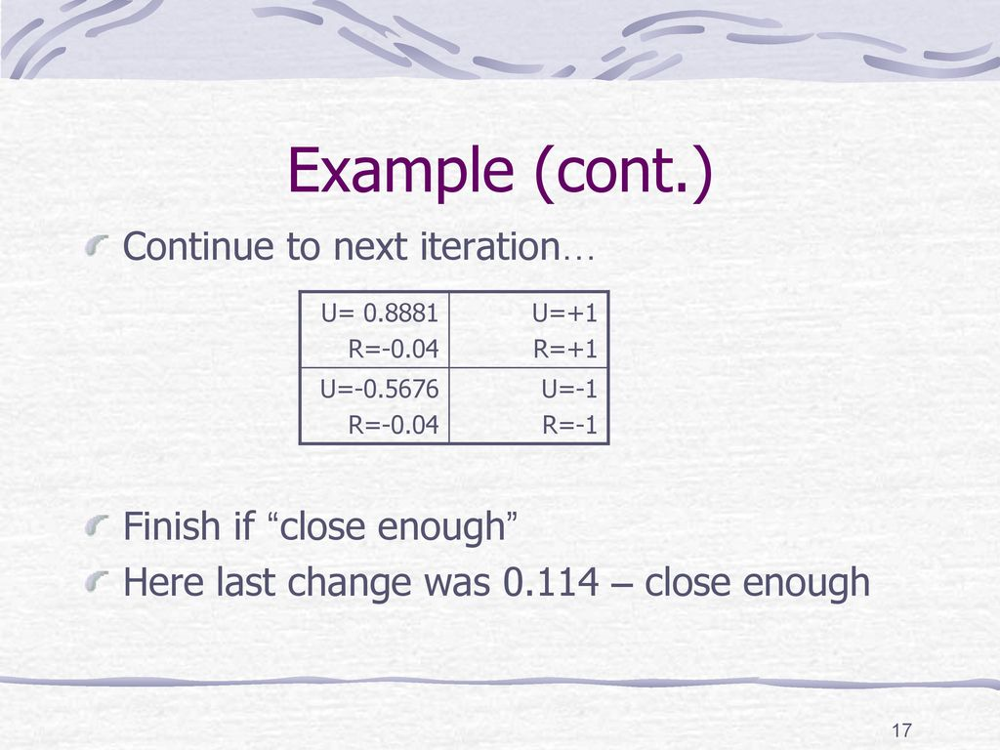 Example (cont.)
Continue to next iteration…
U= 0.8881 U=+1
R=-0.04 R=+1
U=-0.5676 U=-1
R=-0.04 R=-1
Finish if “close enough”
Here last change was 0.114 – close enough
17